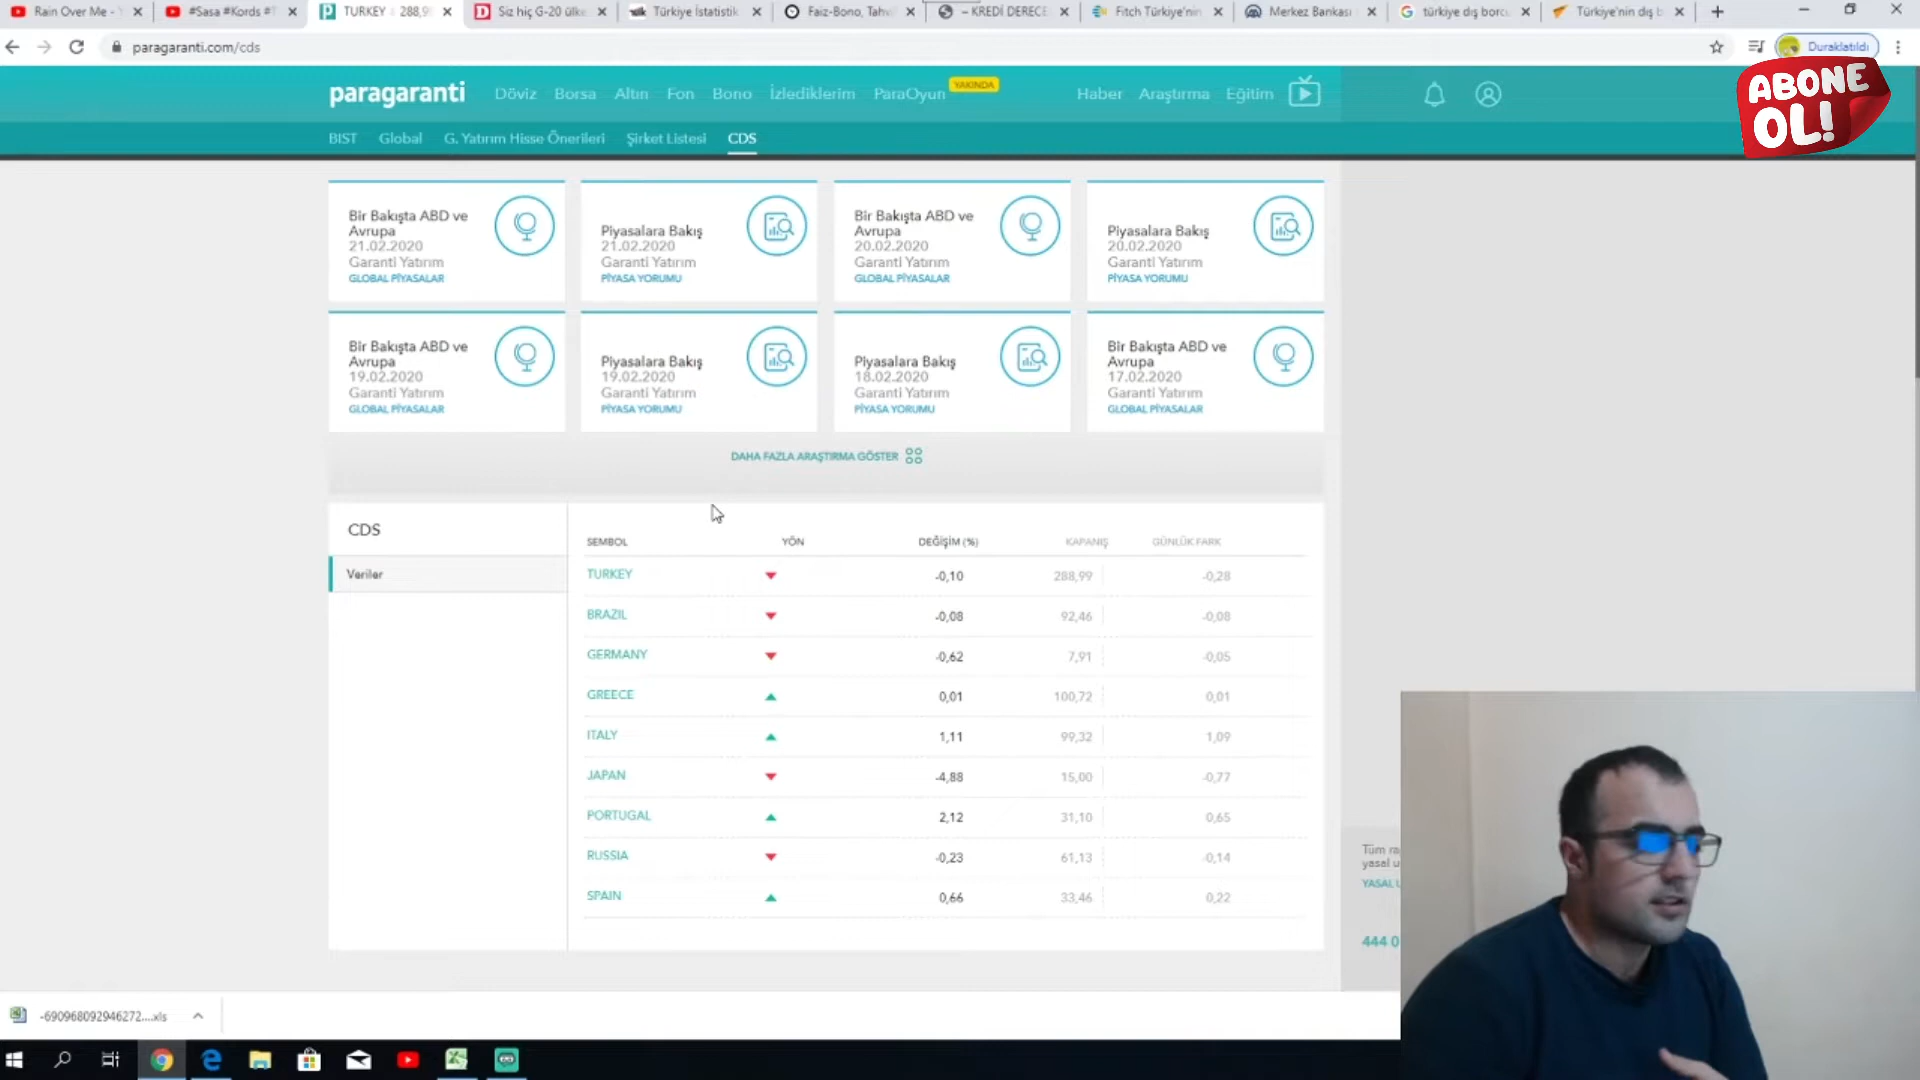 Rain Over Me -
#Sasa #Kords #T
TURKEY - 288,9
Siz hiç G-20 ülke
Türkiye İstatistik
Faiz-Bono, Tahvi
– KREDİ DERECE
Fitch Türkiye'nin
Merkez Bankası
türkiye dış borcu
Türkiye'nin dış b
paragaranti.com/cds
Duraklatıldı
ABONE
OL!
paragaranti
Döviz
Borsa
Altın
Fon
Bono
İzlediklerim
ParaOyun
YAKINDA
Haber
Araştırma
Eğitim
BIST
Global
G. Yatırım Hisse Önerileri
Şirket Listesi
CDS
Bir Bakışta ABD ve
Avrupa
21.02.2020
Garanti Yatırım
GLOBAL PİYASALAR
Piyasalara Bakış
21.02.2020
Garanti Yatırım
PİYASA YORUMU
Bir Bakışta ABD ve
Avrupa
20.02.2020
Garanti Yatırım
GLOBAL PİYASALAR
Piyasalara Bakış
20.02.2020
Garanti Yatırım
PİYASA YORUMU
Bir Bakışta ABD ve
Avrupa
19.02.2020
Garanti Yatırım
GLOBAL PİYASALAR
Piyasalara Bakış
19.02.2020
Garanti Yatırım
PİYASA YORUMU
Piyasalara Bakış
18.02.2020
Garanti Yatırım
PİYASA YORUMU
Bir Bakışta ABD ve
Avrupa
17.02.2020
Garanti Yatırım
GLOBAL PİYASALAR
DAHA FAZLA ARAŞTIRMA GÖSTER
CDS
Veriler
SEMBOL YÖN DEĞİŞİM (%) KAPANIŞ GÜNLÜK FARK
TURKEY -0,10 288,99 -0,28
BRAZIL -0,08 92,46 -0,08
GERMANY -0,62 7,91 -0,05
GREECE 0,01 100,72 0,01
ITALY 1,11 99,32 1,09
JAPAN -4,88 15,00 -0,77
PORTUGAL 2,12 31,10 0,65
RUSSIA -0,23 61,13 -0,14
SPAIN 0,66 33,46 0,22
Tüm ra
yasal u
YASAL U
444 0
-690968092946272....xls